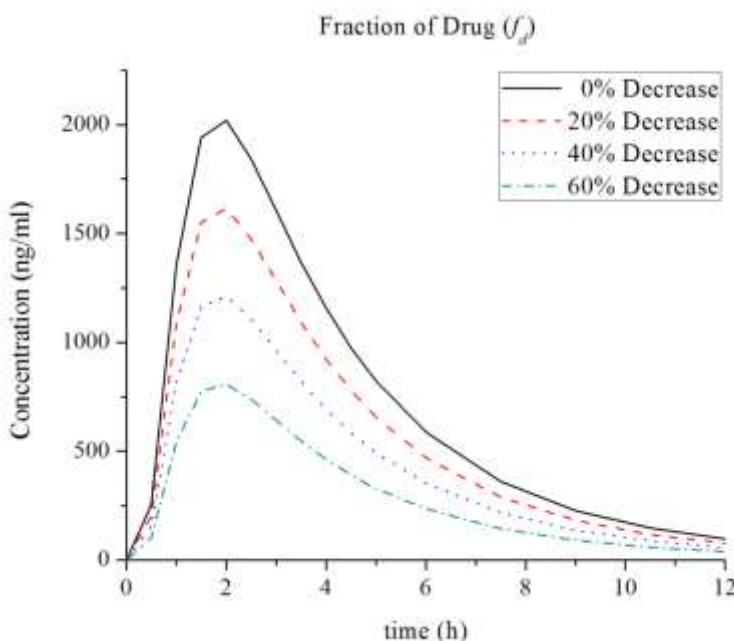 Fraction of Drug (f_d)
0% Decrease
20% Decrease
40% Decrease
60% Decrease
Concentration (ng/ml)
2000
1500
1000
500
0
0
2
4
6
8
10
12
time (h)